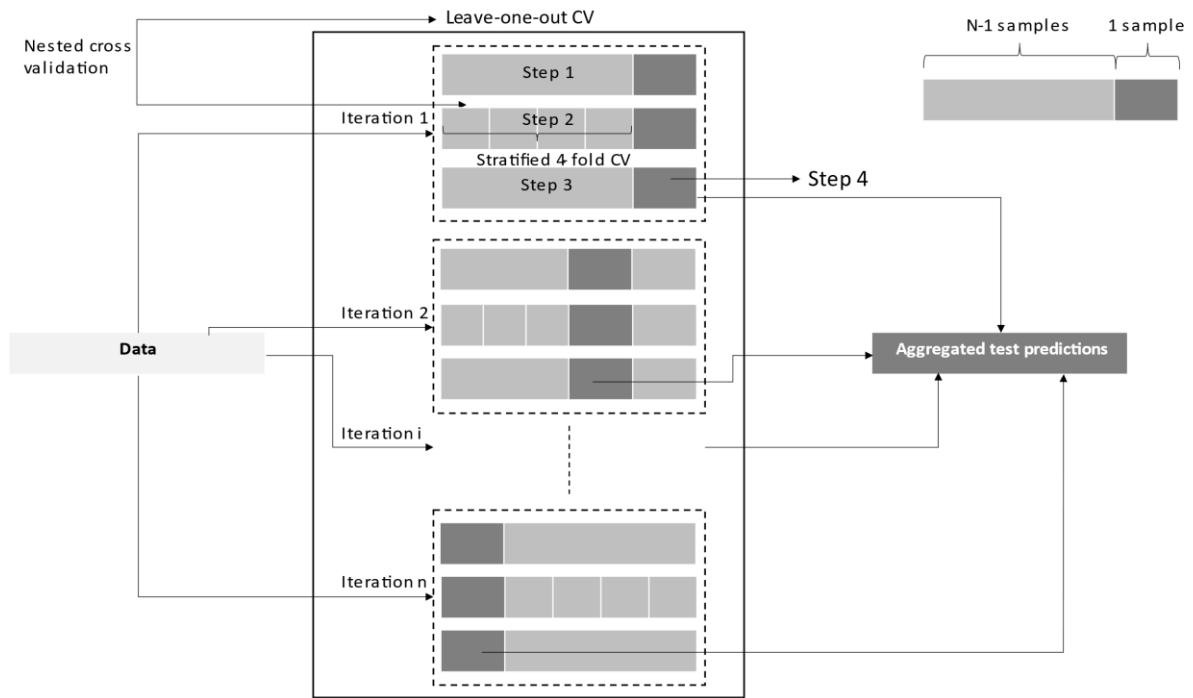 Leave-one-out CV
Nested cross
validation
N-1 samples
1 sample
Step 1
Iteration 1
Step 2
Stratified 4 fold CV
Step 3
Step 4
Iteration 2
Data
Aggregated test predictions
Iteration i
Iteration n